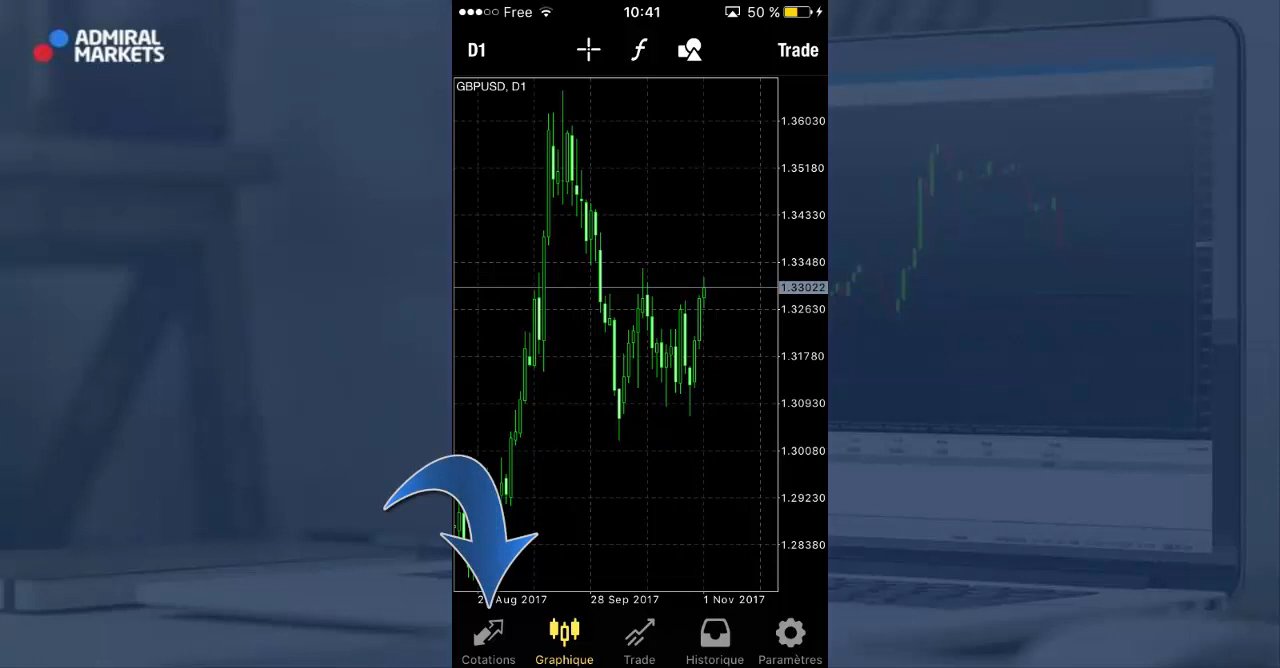 ADMIRAL
MARKETS
Free 10:41 50 %
D1 f Trade
GBPUSD, D1
1.36030
1.35180
1.34330
1.33480
1.33022
1.32630
1.31780
1.30930
1.30080
1.29230
1.28380
Aug 2017 28 Sep 2017 1 Nov 2017
Cotations Graphique Trade Historique Paramètres